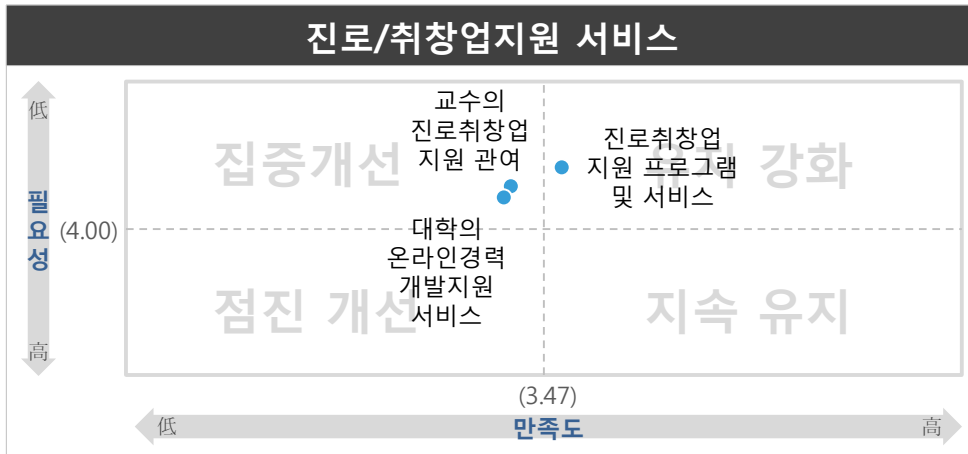 진로/취창업지원 서비스
低
필
요
성
(4.00)
高
집중개선
교수의
진로취창업
지원 관여
유지 강화
진로취창업
지원 프로그램
및 서비스
점진 개선
대학의
온라인경력
개발지원
서비스
지속 유지
(3.47)
低
만족도
高